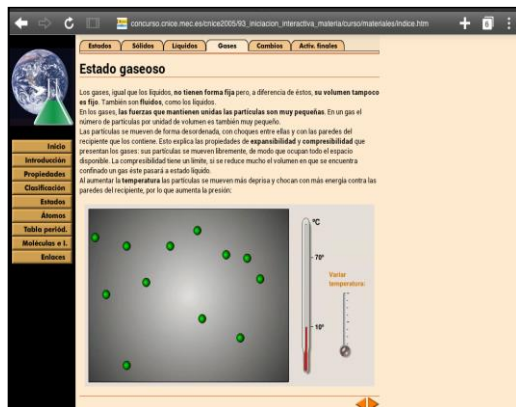 concurso.cnice.mec.es/cnice2005/93_iniciacion_interactiva_materia/curso/materiales/indice.htm
6
Estados
Sólidos
Líquidos
Gases
Cambios
Activ. finales
Estado gaseoso
Los gases, igual que los líquidos, no tienen forma fija pero, a diferencia de éstos, su volumen tampoco
es fijo. También son fluidos, como los líquidos.
En los gases, las fuerzas que mantienen unidas las partículas son muy pequeñas. En un gas el
número de partículas por unidad de volumen es también muy pequeño.
Las partículas se mueven de forma desordenada, con choques entre ellas y con las paredes del
recipiente que los contiene. Esto explica las propiedades de expansibilidad y compresibilidad que
presentan los gases: sus partículas se mueven libremente, de modo que ocupan todo el espacio
disponible. La compresibilidad tiene un límite, si se reduce mucho el volumen en que se encuentra
confinado un gas éste pasará a estado líquido.
Al aumentar la temperatura las partículas se mueven más deprisa y chocan con más energía contra las
paredes del recipiente, por lo que aumenta la presión:
Inicio
Introducción
Propiedades
Clasificación
Estados
Átomos
Tabla periód.
Moléculas e I.
Enlaces
ºC
70º
10º
Variar
temperatura: